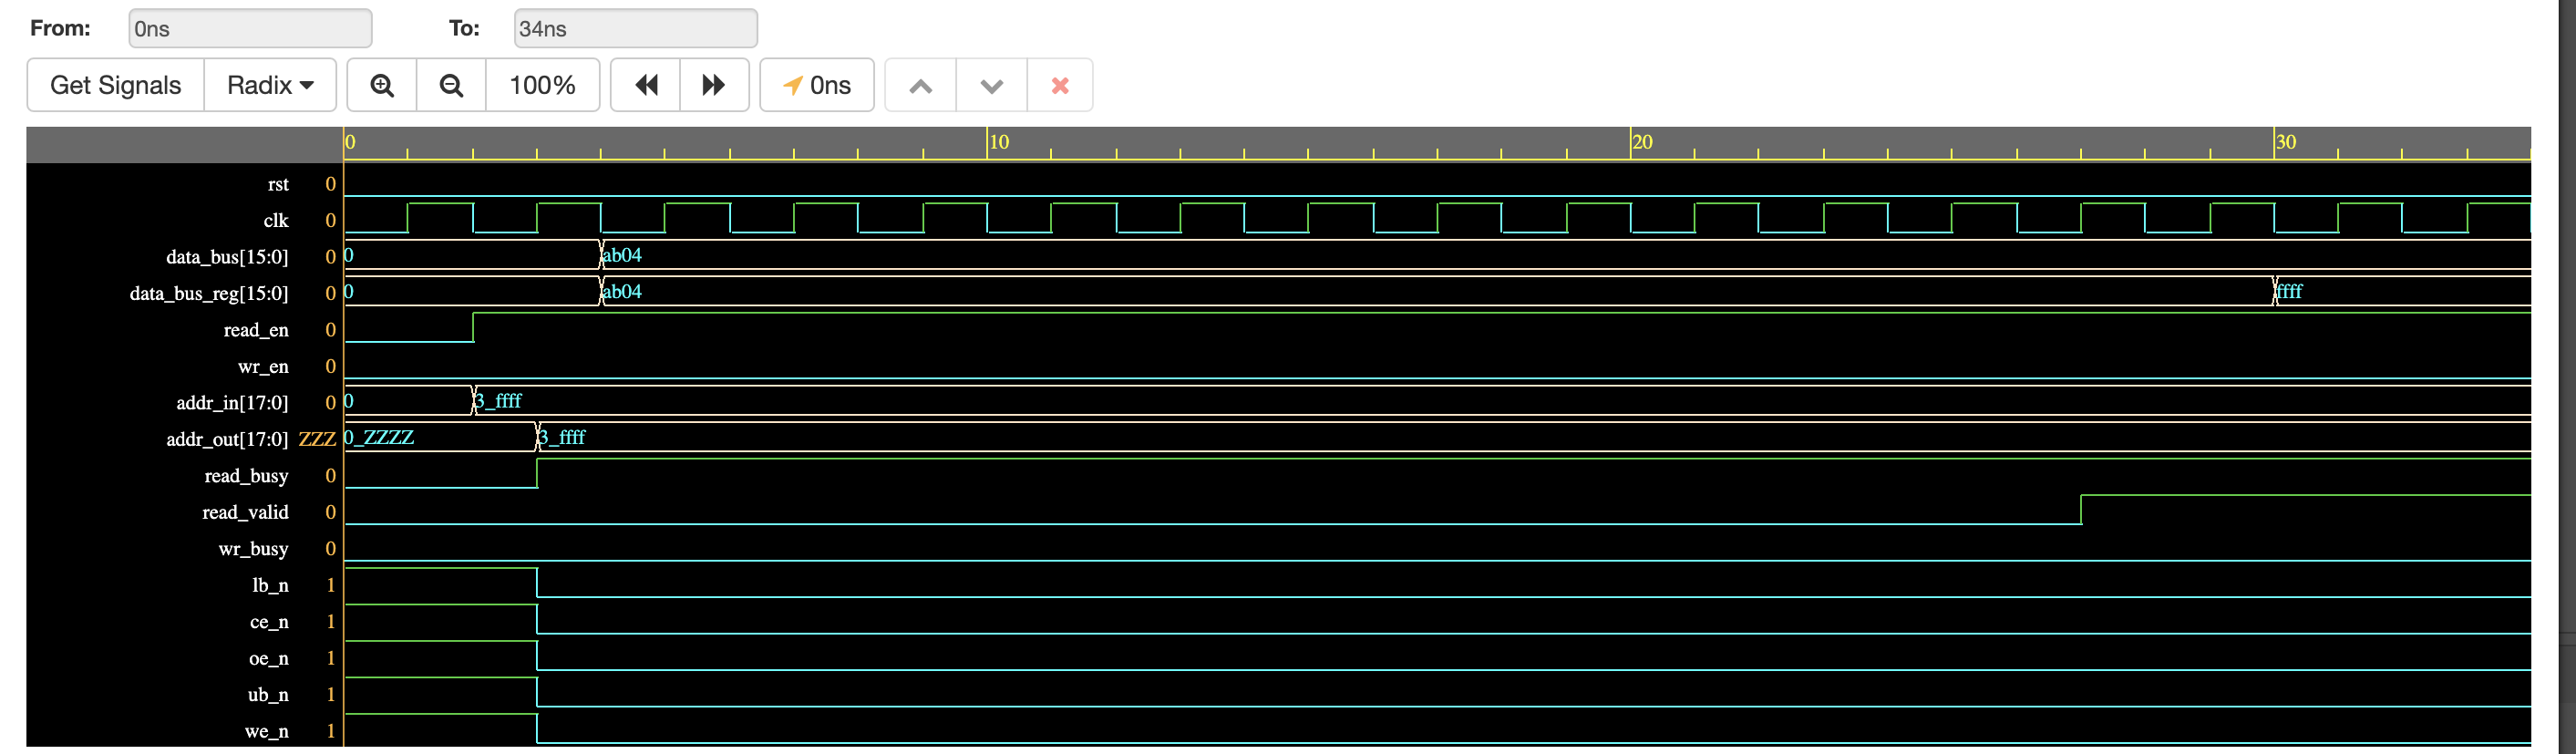 From: 0ns To: 34ns
Get Signals Radix 100% 0ns
0 10 20 30
rst 0
clk 0
data_bus[15:0] 0 0 ab04
data_bus_reg[15:0] 0 0 ab04 ffff
read_en 0
wr_en 0
addr_in[17:0] 0 0 3_ffff
addr_out[17:0] ZZZ 0_ZZZZ 3_ffff
read_busy 0
read_valid 0
wr_busy 0
lb_n 1
ce_n 1
oe_n 1
ub_n 1
we_n 1